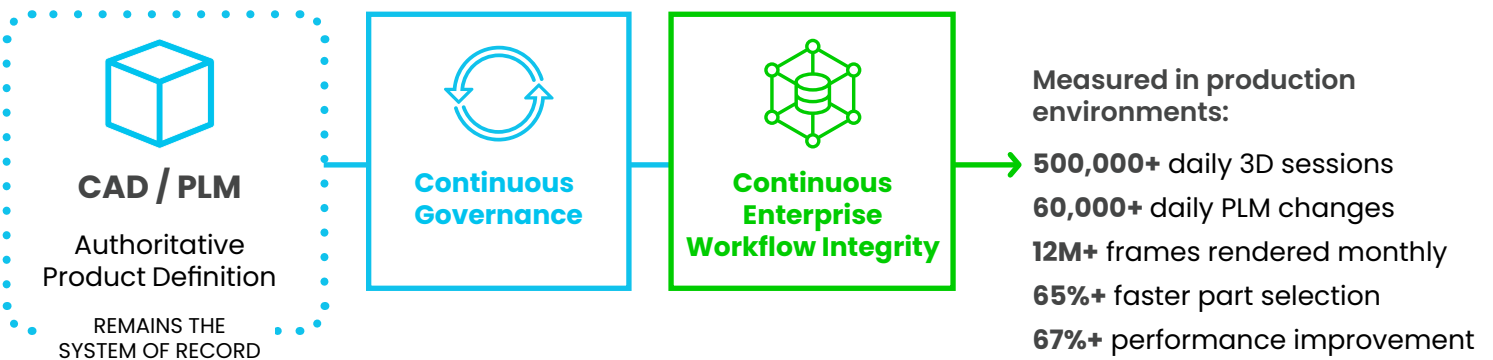 CAD / PLM
Authoritative
Product Definition
REMAINS THE
SYSTEM OF RECORD
Continuous
Governance
Continuous
Enterprise
Workflow Integrity
Measured in production
environments:
500,000+ daily 3D sessions
60,000+ daily PLM changes
12M+ frames rendered monthly
65%+ faster part selection
67%+ performance improvement